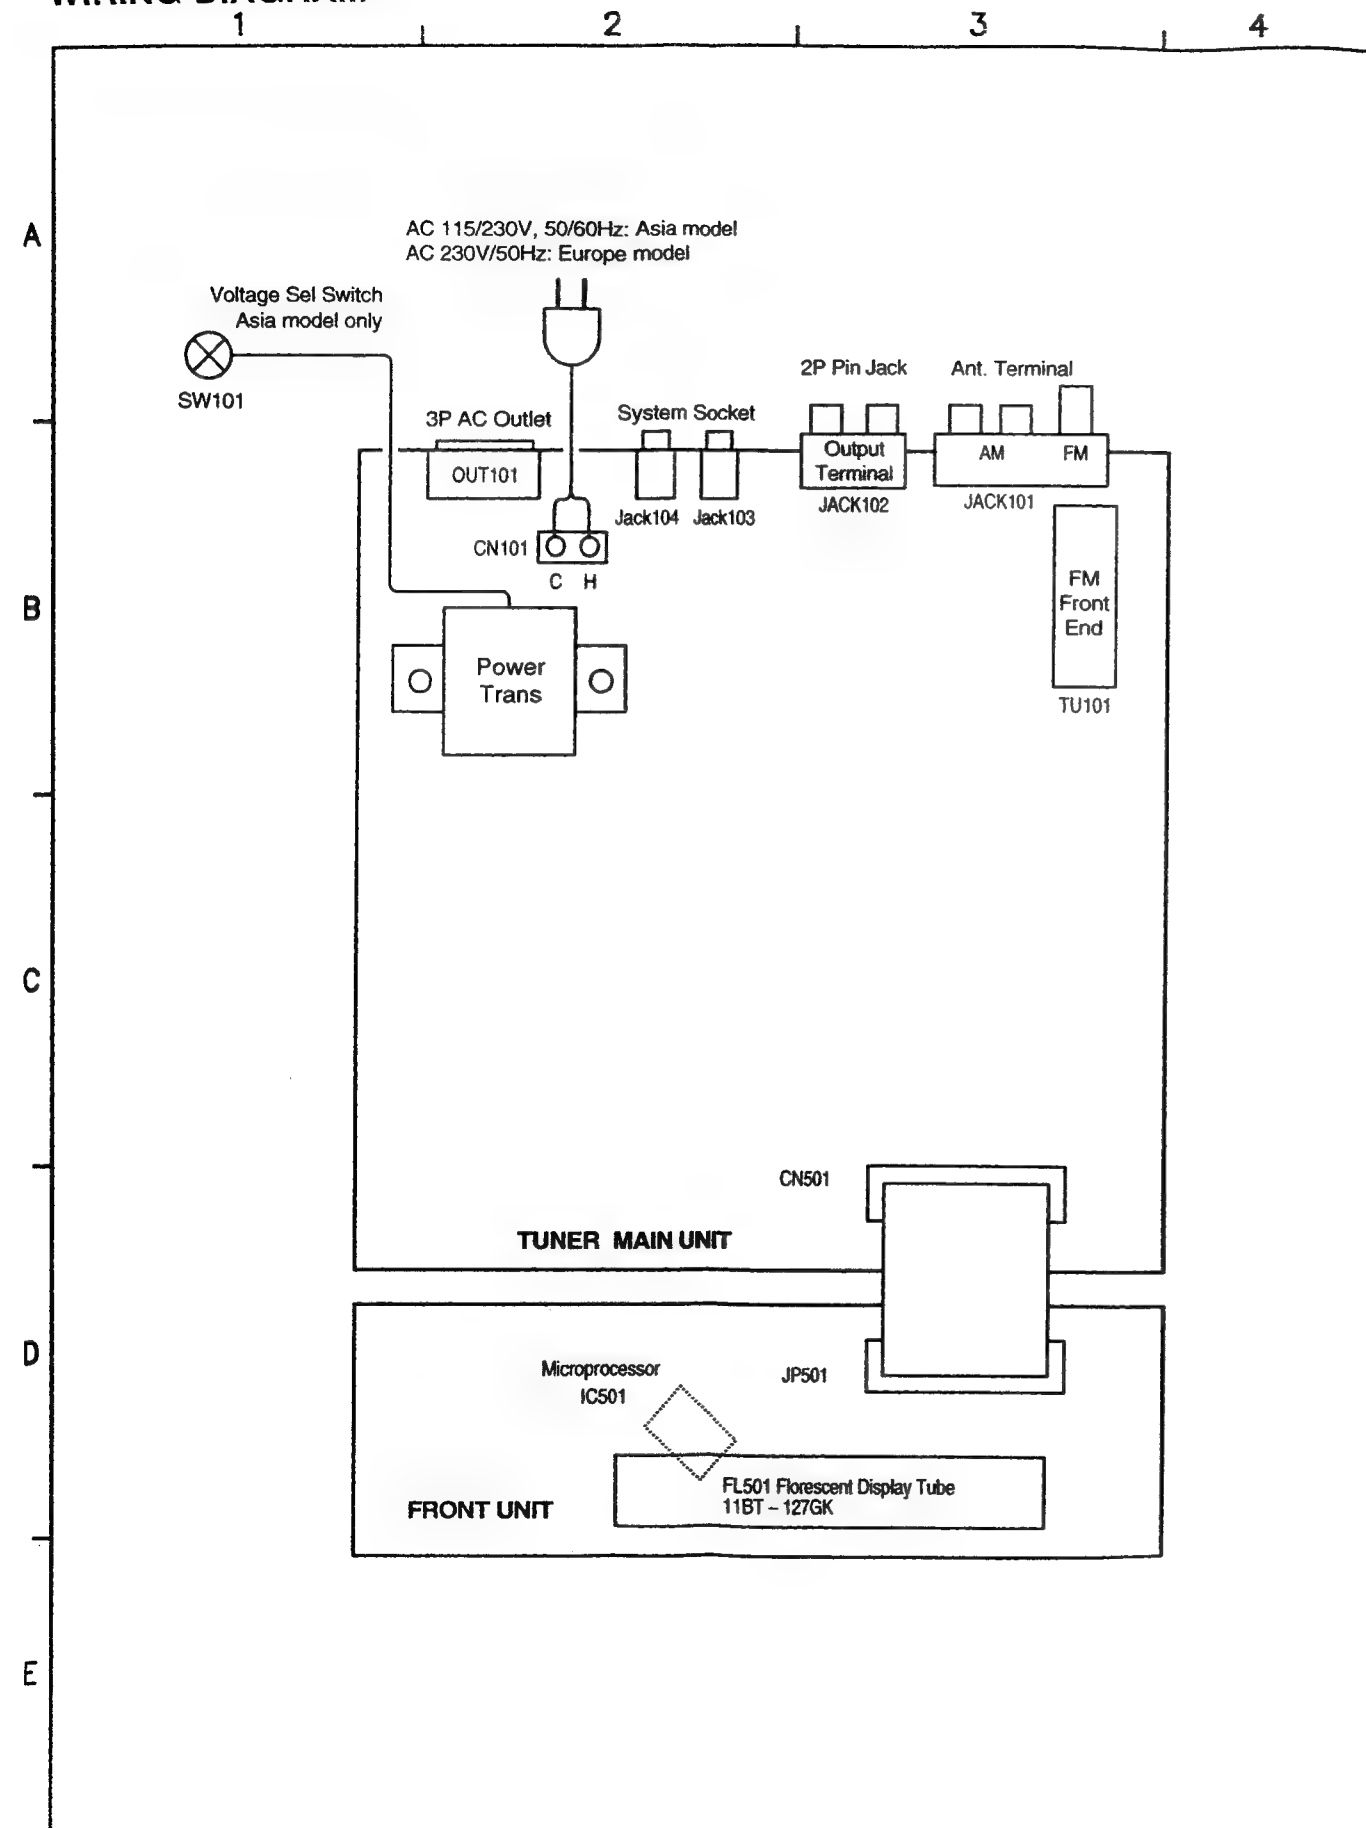 WIRING DIAGRAM
1 2 3 4
A
AC 115/230V, 50/60Hz: Asia model
AC 230V/50Hz: Europe model
Voltage Sel Switch
Asia model only
SW101
3P AC Outlet
System Socket
2P Pin Jack
Ant. Terminal
OUT101
Output
Terminal
AM
FM
Jack104
Jack103
JACK102
JACK101
CN101
C H
B
FM
Front
End
TU101
Power
Trans
C
CN501
TUNER MAIN UNIT
D
Microprocessor
IC501
JP501
FL501 Florescent Display Tube
11BT – 127GK
FRONT UNIT
E